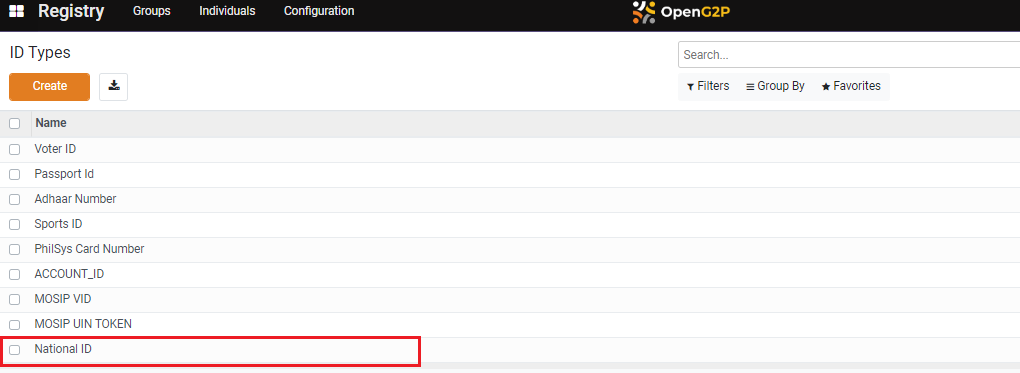 Registry Groups Individuals Configuration OpenG2P
ID Types
Search...
Create
Filters Group By Favorites
Name
Voter ID
Passport Id
Adhaar Number
Sports ID
PhilSys Card Number
ACCOUNT_ID
MOSIP VID
MOSIP UIN TOKEN
National ID